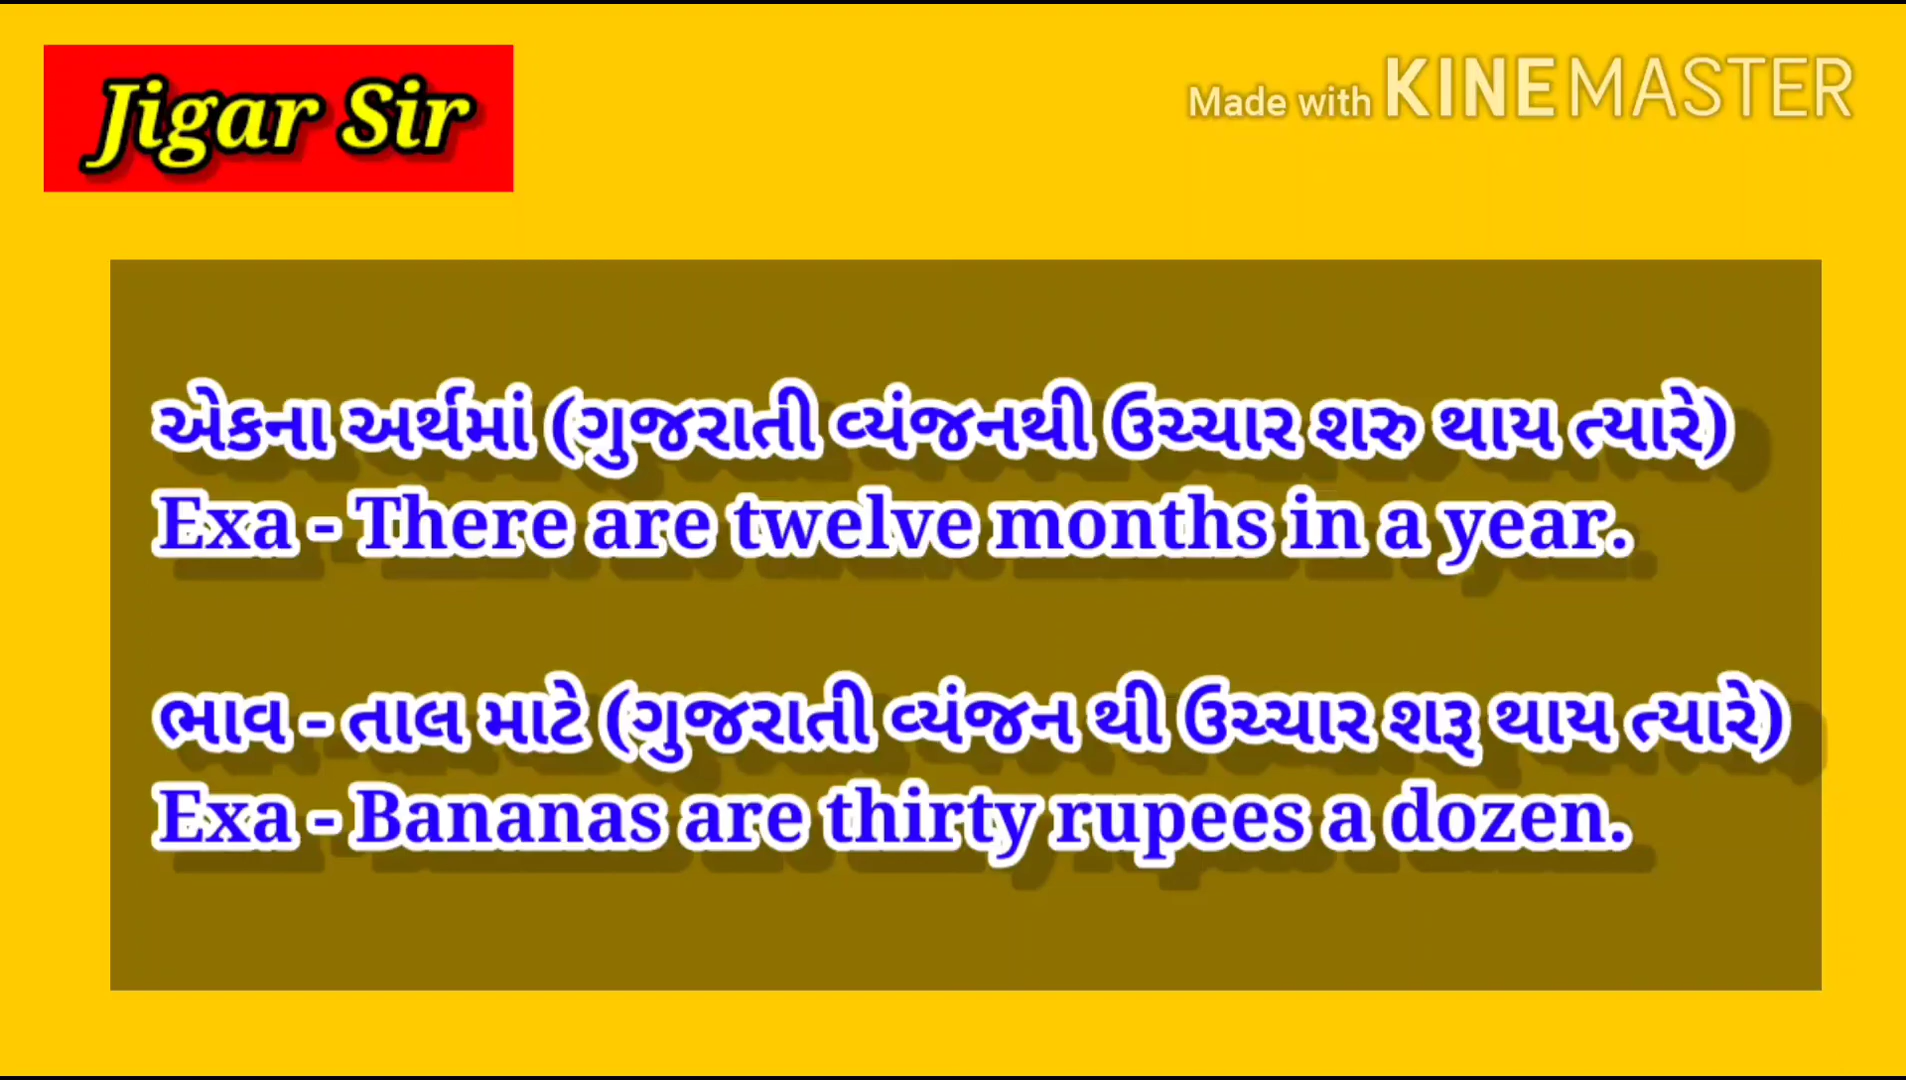 Jigar Sir
Made with KINEMASTER
એકના અર્થમાં (ગુજરાતી વ્યંજનથી ઉચ્ચાર શરુ થાય ત્યારે)
Exa - There are twelve months in a year.
ભાવ - તાલ માટે (ગુજરાતી વ્યંજન થી ઉચ્ચાર શરૂ થાય ત્યારે)
Exa - Bananas are thirty rupees a dozen.